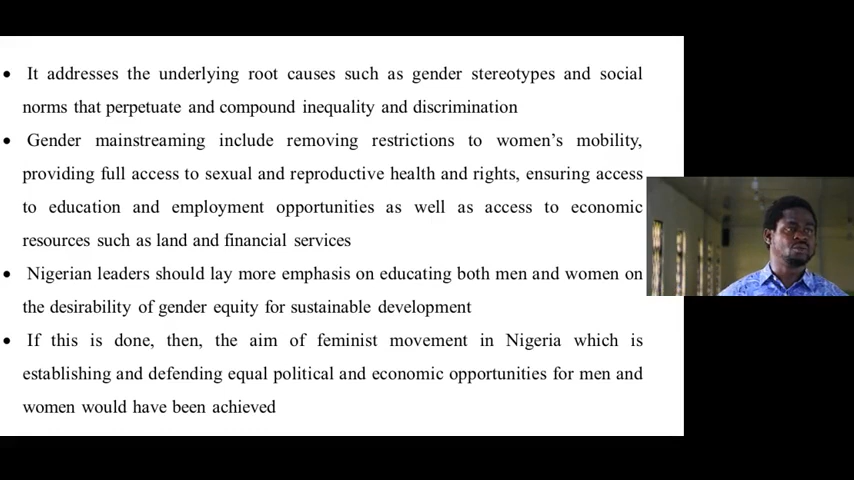 • It addresses the underlying root causes such as gender stereotypes and social
norms that perpetuate and compound inequality and discrimination
• Gender mainstreaming include removing restrictions to women’s mobility,
providing full access to sexual and reproductive health and rights, ensuring access
to education and employment opportunities as well as access to economic
resources such as land and financial services
• Nigerian leaders should lay more emphasis on educating both men and women on
the desirability of gender equity for sustainable development
• If this is done, then, the aim of feminist movement in Nigeria which is
establishing and defending equal political and economic opportunities for men and
women would have been achieved